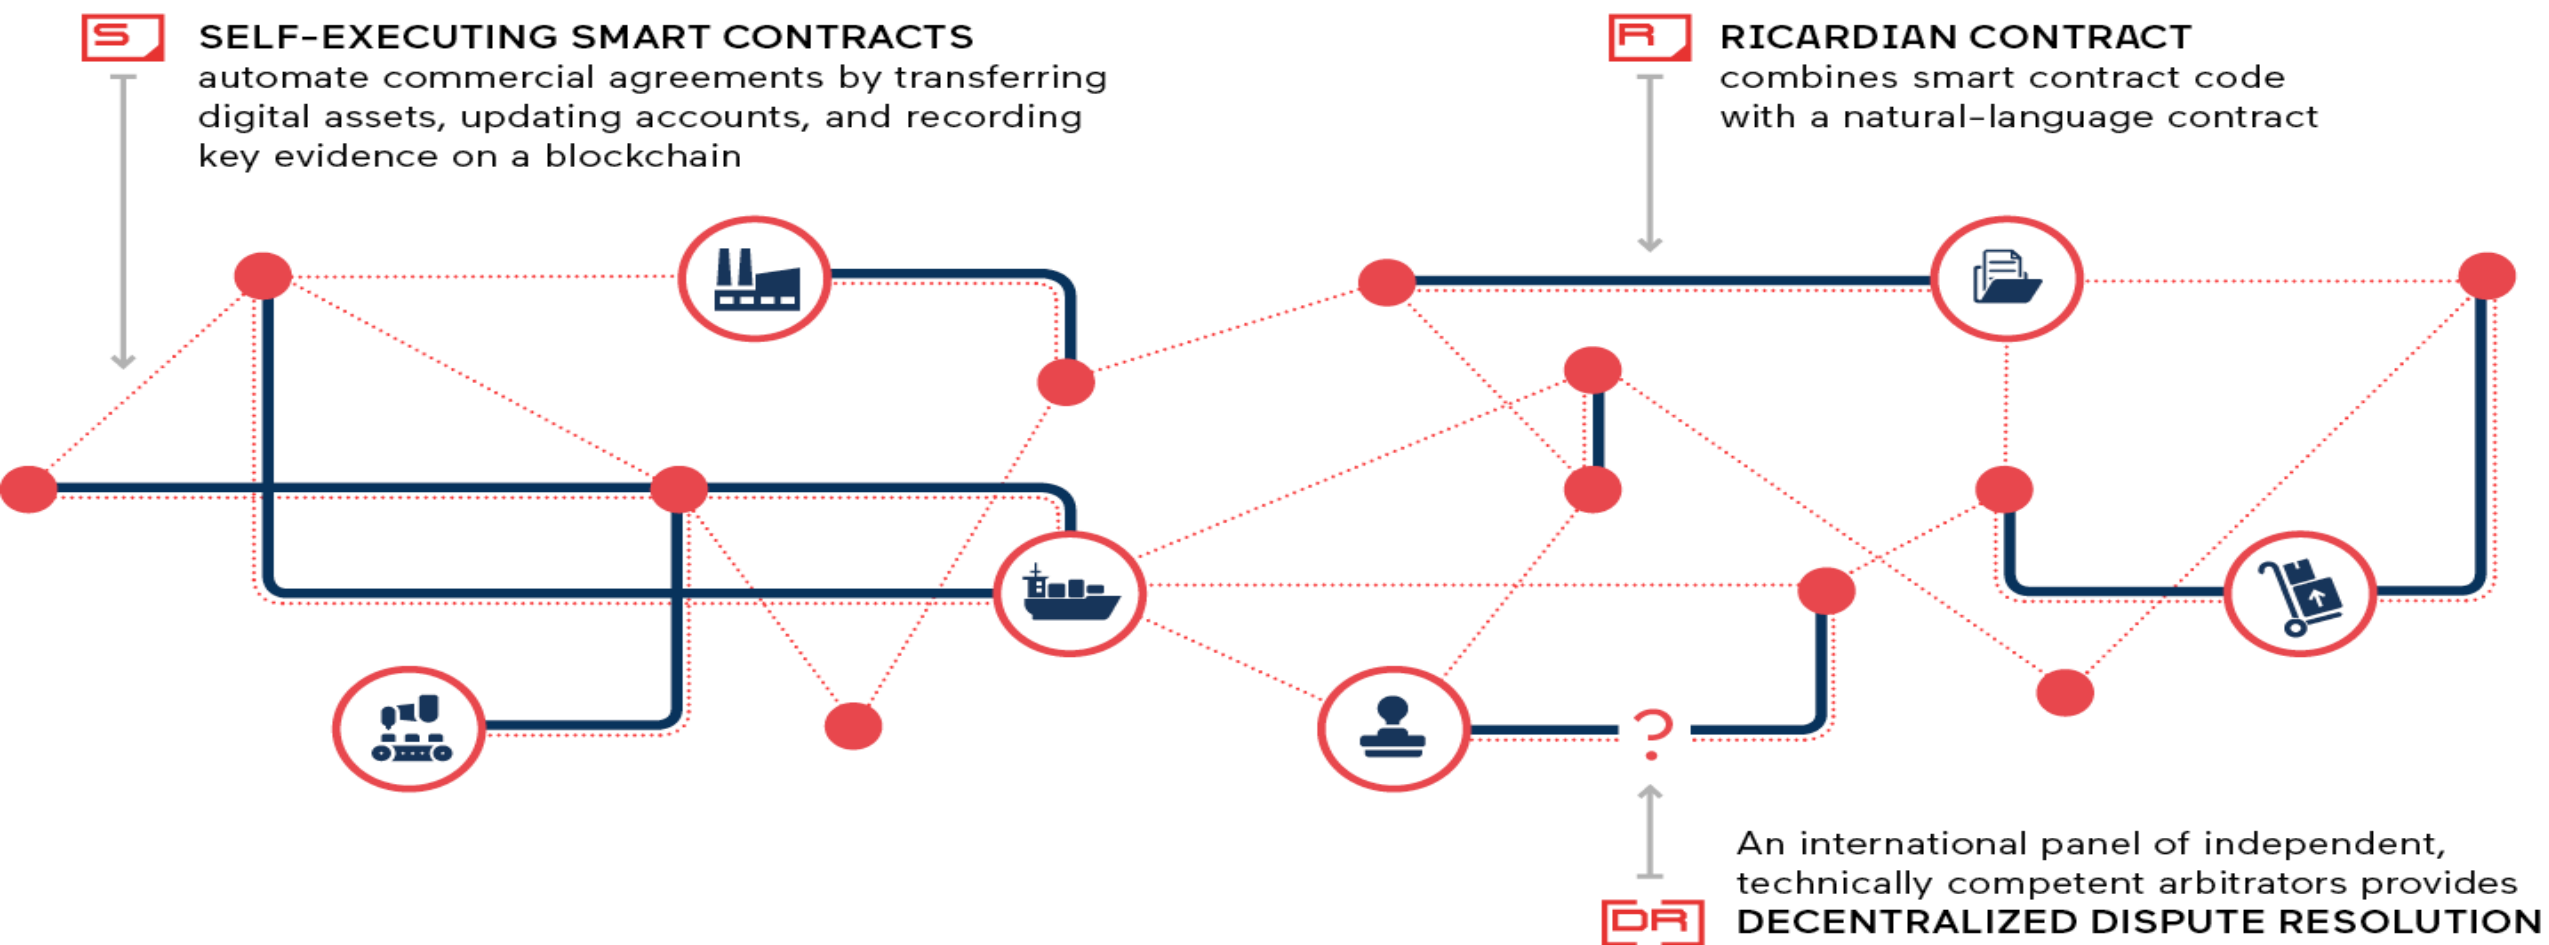 S
SELF-EXECUTING SMART CONTRACTS
automate commercial agreements by transferring
digital assets, updating accounts, and recording
key evidence on a blockchain
R
RICARDIAN CONTRACT
combines smart contract code
with a natural-language contract
?
An international panel of independent,
technically competent arbitrators provides
DR
DECENTRALIZED DISPUTE RESOLUTION